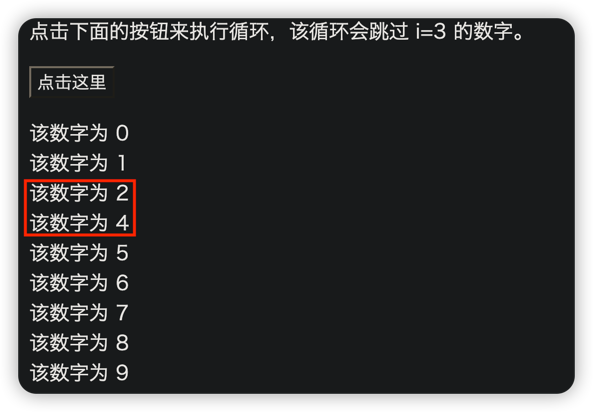 点击下面的按钮来执行循环，该循环会跳过 i=3 的数字。
点击这里
该数字为 0
该数字为 1
该数字为 2
该数字为 4
该数字为 5
该数字为 6
该数字为 7
该数字为 8
该数字为 9